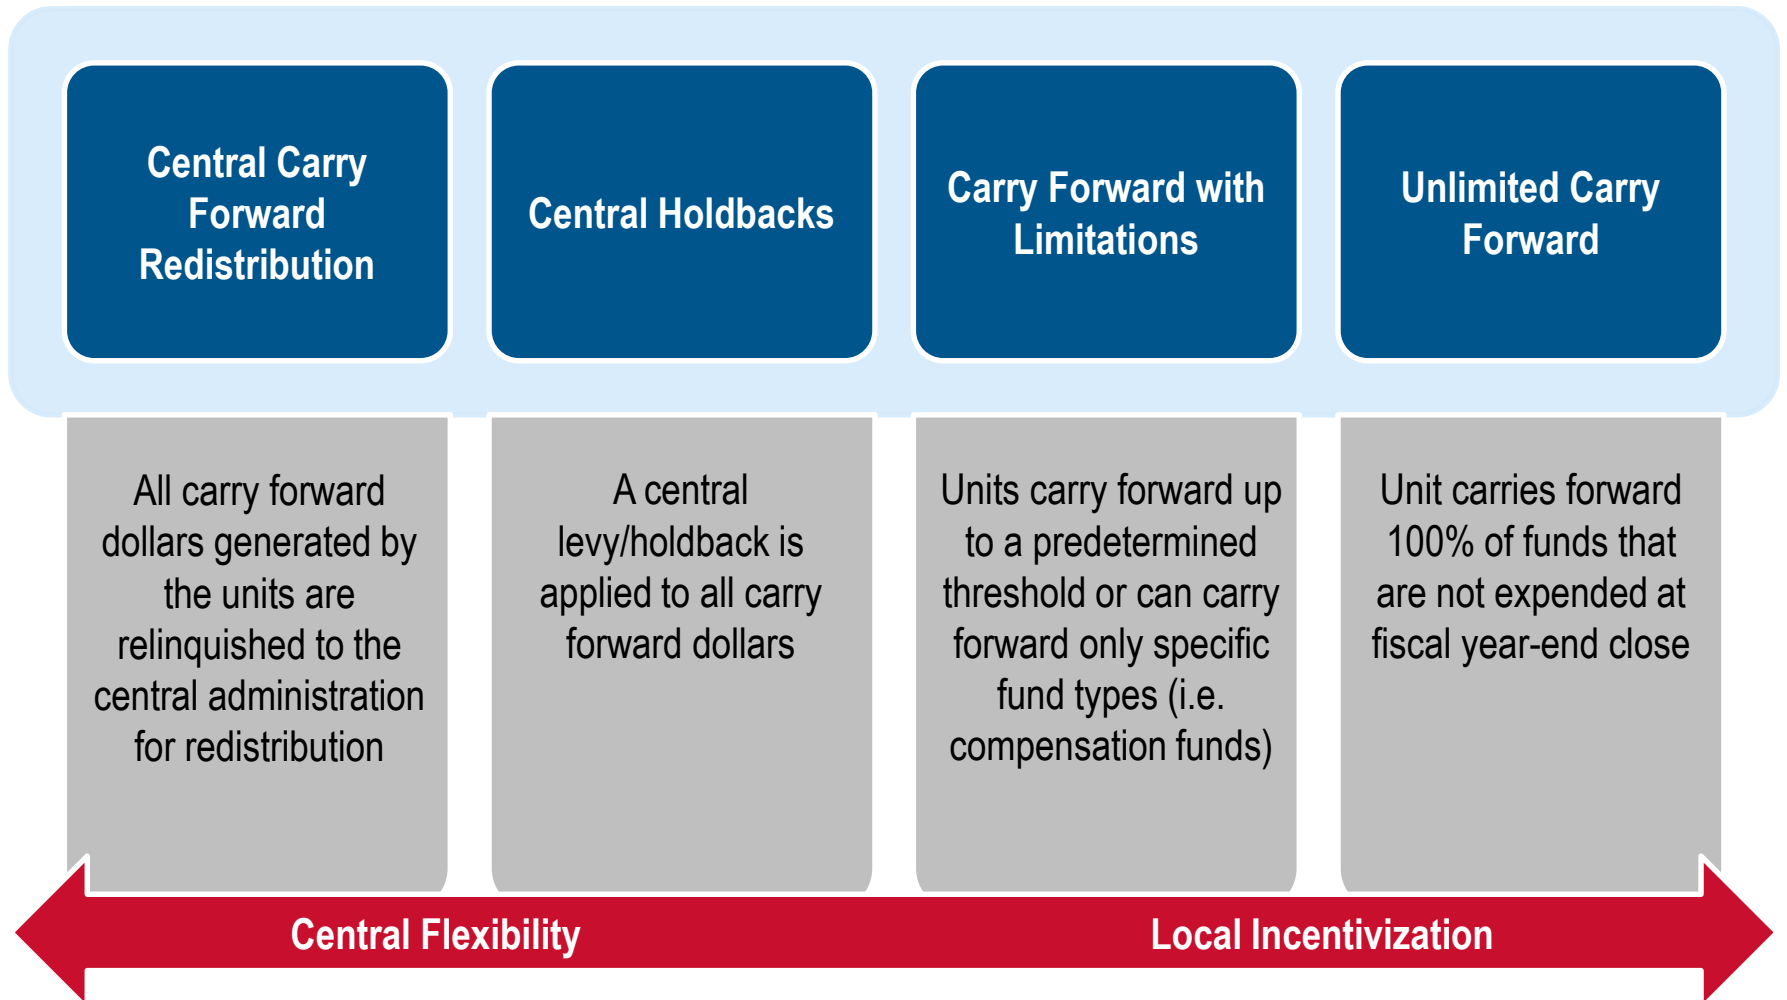 Central Carry
Forward
Redistribution
Central Holdbacks
Carry Forward with
Limitations
Unlimited Carry
Forward
All carry forward
dollars generated by
the units are
relinquished to the
central administration
for redistribution
A central
levy/holdback is
applied to all carry
forward dollars
Units carry forward up
to a predetermined
threshold or can carry
forward only specific
fund types (i.e.
compensation funds)
Unit carries forward
100% of funds that
are not expended at
fiscal year-end close
Central Flexibility
Local Incentivization